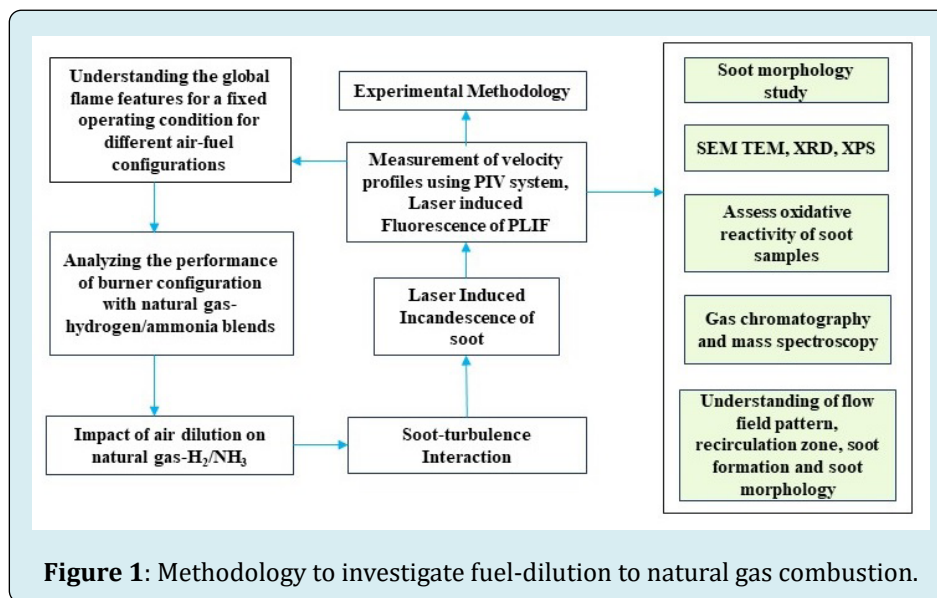 Understanding the global
flame features for a fixed
operating condition for
different air-fuel
configurations
Analyzing the performance
of burner configuration
with natural gas-
hydrogen/ammonia blends
Impact of air dilution on
natural gas-H₂/NH₃
Experimental Methodology
Measurement of velocity
profiles using PIV system,
Laser induced
Fluorescence of PLIF
Laser Induced
Incandescence of
soot
Soot-turbulence
Interaction
Soot morphology
study
SEM TEM, XRD, XPS
Assess oxidative
reactivity of soot
samples
Gas chromatography
and mass spectroscopy
Understanding of flow
field pattern,
recirculation zone, soot
formation and soot
morphology
Figure 1: Methodology to investigate fuel-dilution to natural gas combustion.